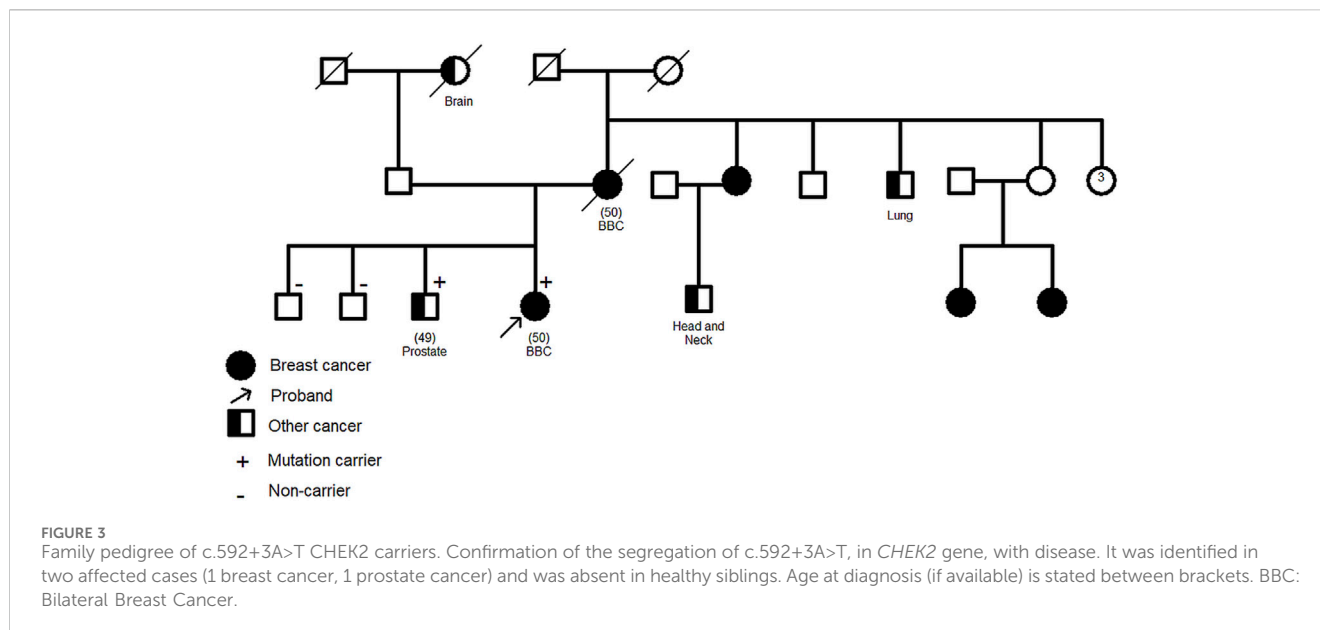 Brain
3
(50)
BBC
Lung
- - + +
(49)
Prostate
(50)
BBC
Head and
Neck
Breast cancer
Proband
Other cancer
+ Mutation carrier
- Non-carrier
FIGURE 3
Family pedigree of c.592+3A>T CHEK2 carriers. Confirmation of the segregation of c.592+3A>T, in CHEK2 gene, with disease. It was identified in
two affected cases (1 breast cancer, 1 prostate cancer) and was absent in healthy siblings. Age at diagnosis (if available) is stated between brackets. BBC:
Bilateral Breast Cancer.